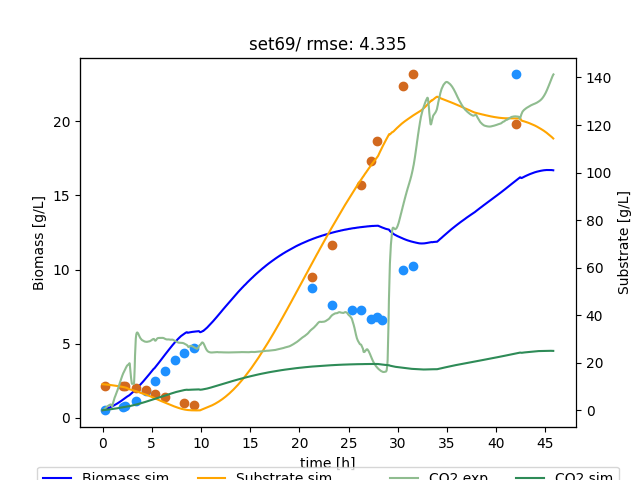 set69/ rmse: 4.335
Biomass [g/L]
0
5
10
15
20
0
20
40
60
80
100
120
140
Substrate [g/L]
0
5
10
15
20
25
30
35
40
45
time [h]
Biomass sim
Substrate sim
CO2 exp
CO2 sim